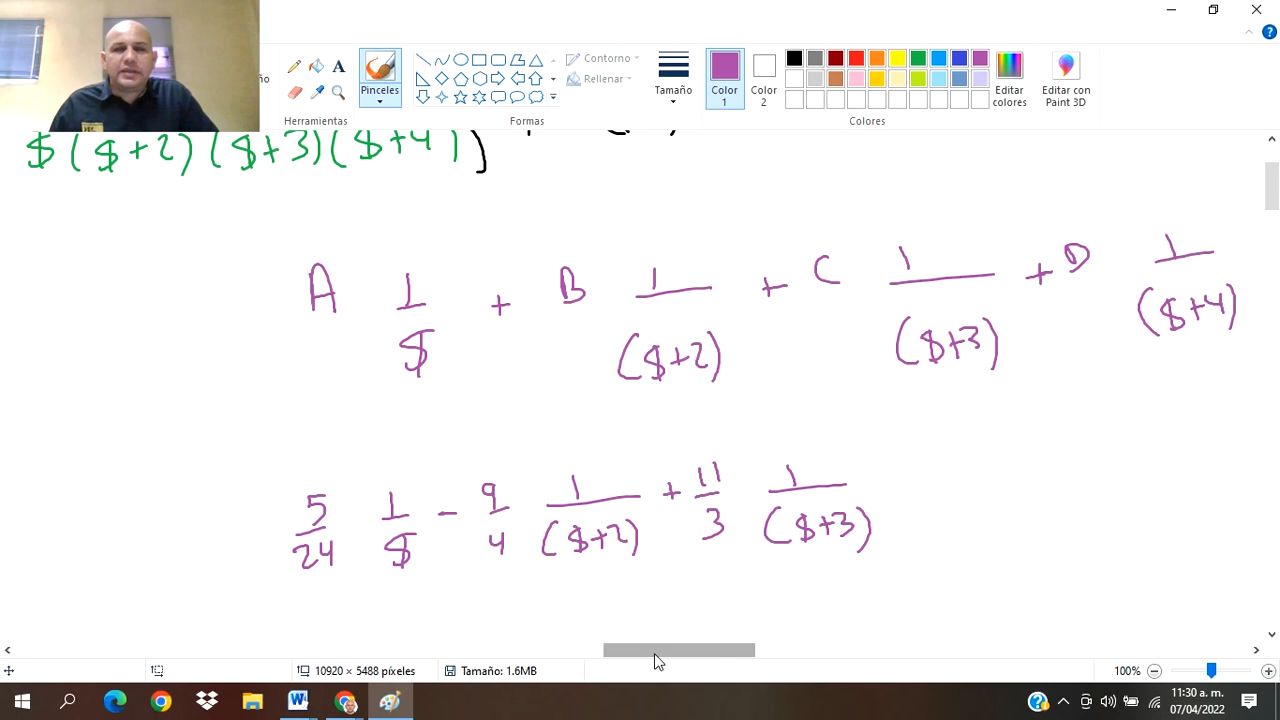 Contorno
Rellenar
Pinceles
Tamaño
Color 1
Color 2
Editar colores
Editar con Paint 3D
Herramientas
Formas
Colores
$ ( $ + 2 ) ( $ + 3 ) ( $ + 4 ) ]
A 1/$ + B 1/($+2) + C 1/($+3) + D 1/($+4)
5/24 1/$ - 9/4 1/($+2) + 11/3 1/($+3)
10920 × 5488 píxeles
Tamaño: 1.6MB
100%
11:30 a. m.
07/04/2022